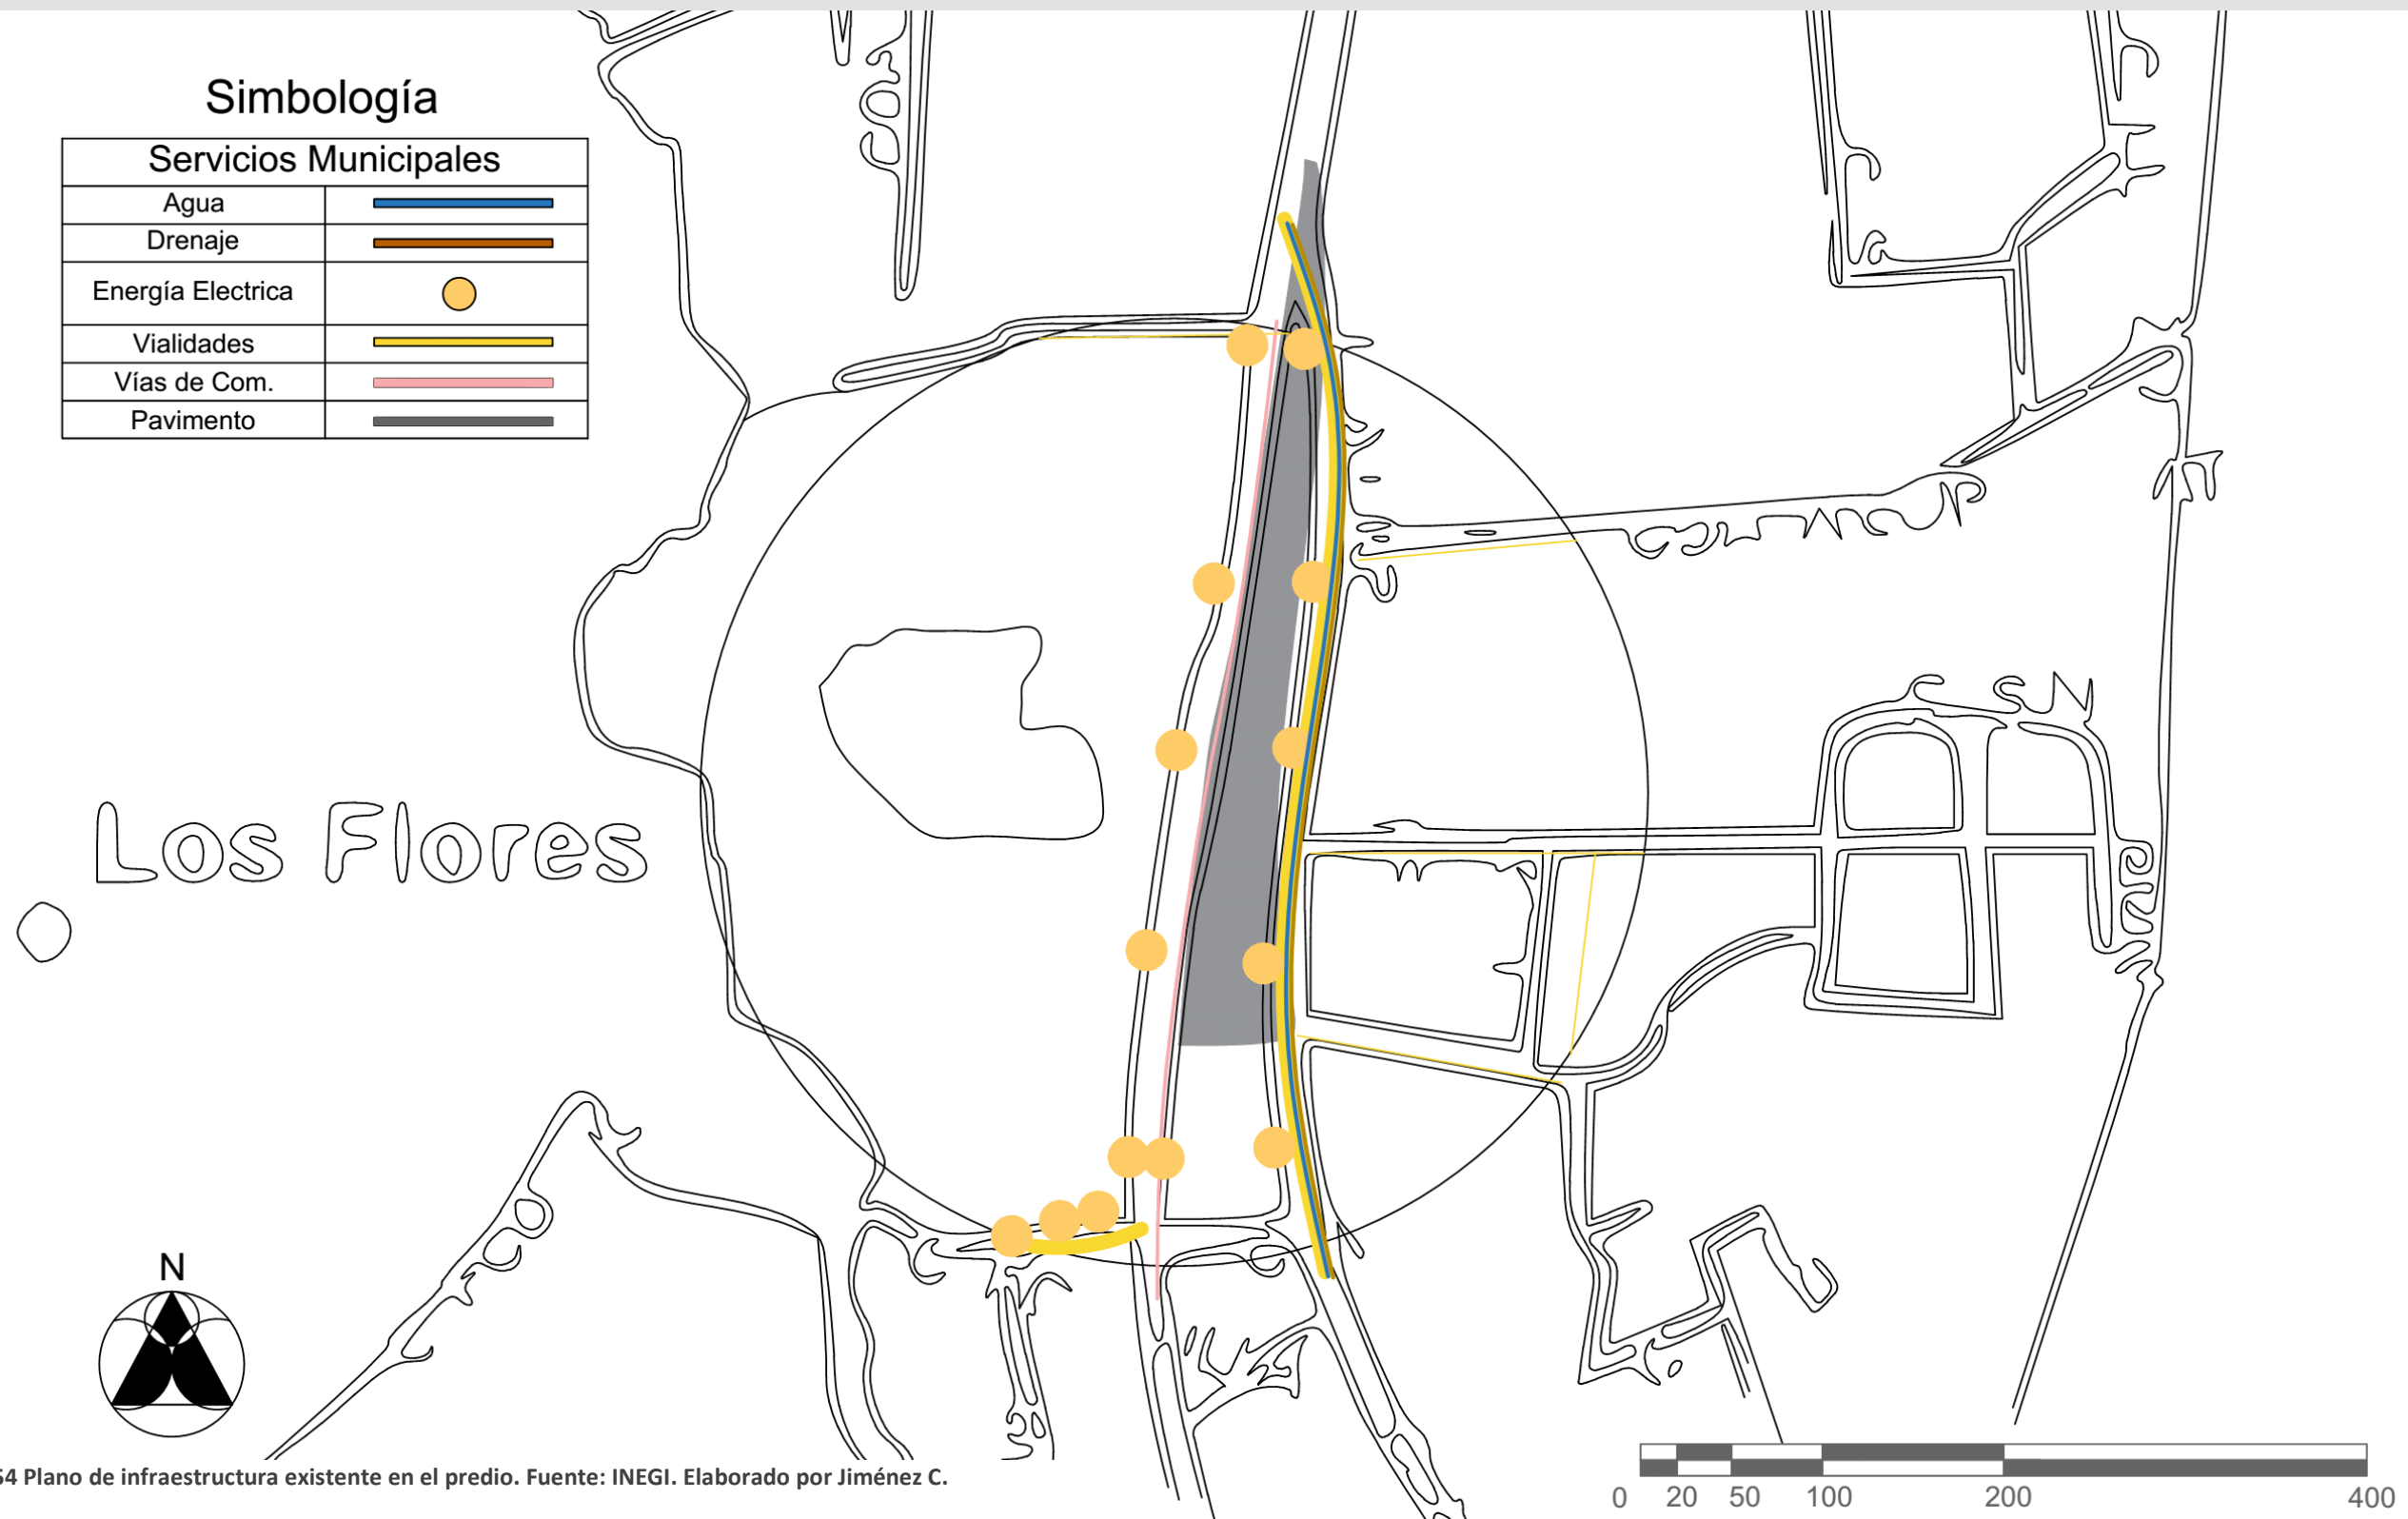 Simbología
Servicios Municipales
Agua
Drenaje
Energía Electrica
Vialidades
Vías de Com.
Pavimento
Los Flores
N
54 Plano de infraestructura existente en el predio. Fuente: INEGI. Elaborado por Jiménez C.
0 20 50 100 200 400